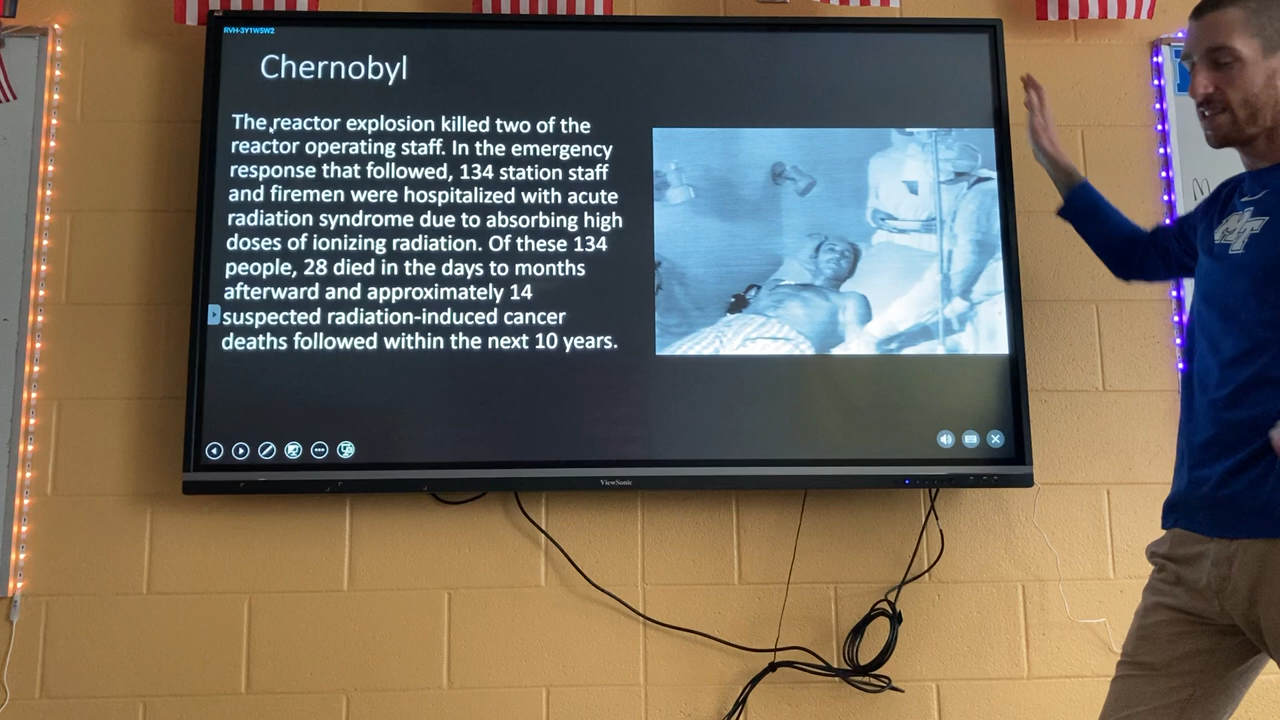 RVH-3Y1W5W2
Chernobyl
The reactor explosion killed two of the
reactor operating staff. In the emergency
response that followed, 134 station staff
and firemen were hospitalized with acute
radiation syndrome due to absorbing high
doses of ionizing radiation. Of these 134
people, 28 died in the days to months
afterward and approximately 14
suspected radiation-induced cancer
deaths followed within the next 10 years.
ViewSonic